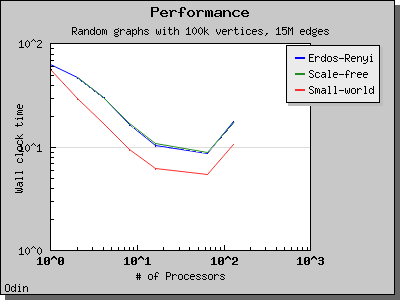 Performance
Random graphs with 100k vertices, 15M edges
Erdos-Renyi
Scale-free
Small-world
Wall clock time
10^2
10^1
10^0
10^0 10^1 10^2 10^3
# of Processors
Odin